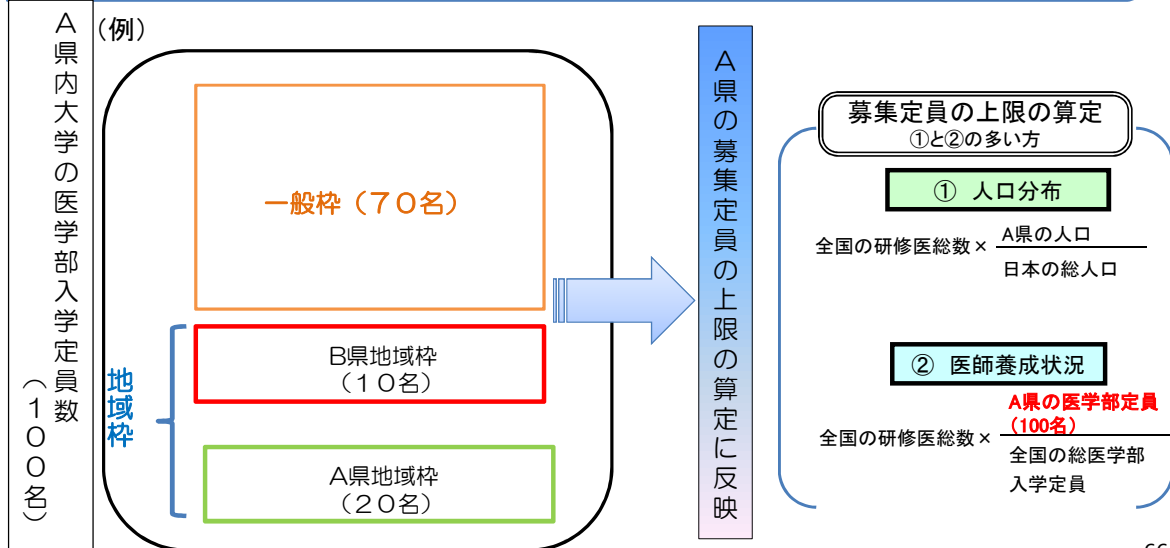 A県内大学の医学部入学定員数
（１００名）
（例）
一般枠（７０名）
B県地域枠
（１０名）
地域枠
A県地域枠
（２０名）
A県の募集定員の上限の算定に反映
募集定員の上限の算定
①と②の多い方
① 人口分布
全国の研修医総数× A県の人口
日本の総人口
② 医師養成状況
A県の医学部定員
(100名)
全国の研修医総数×
全国の総医学部
入学定員